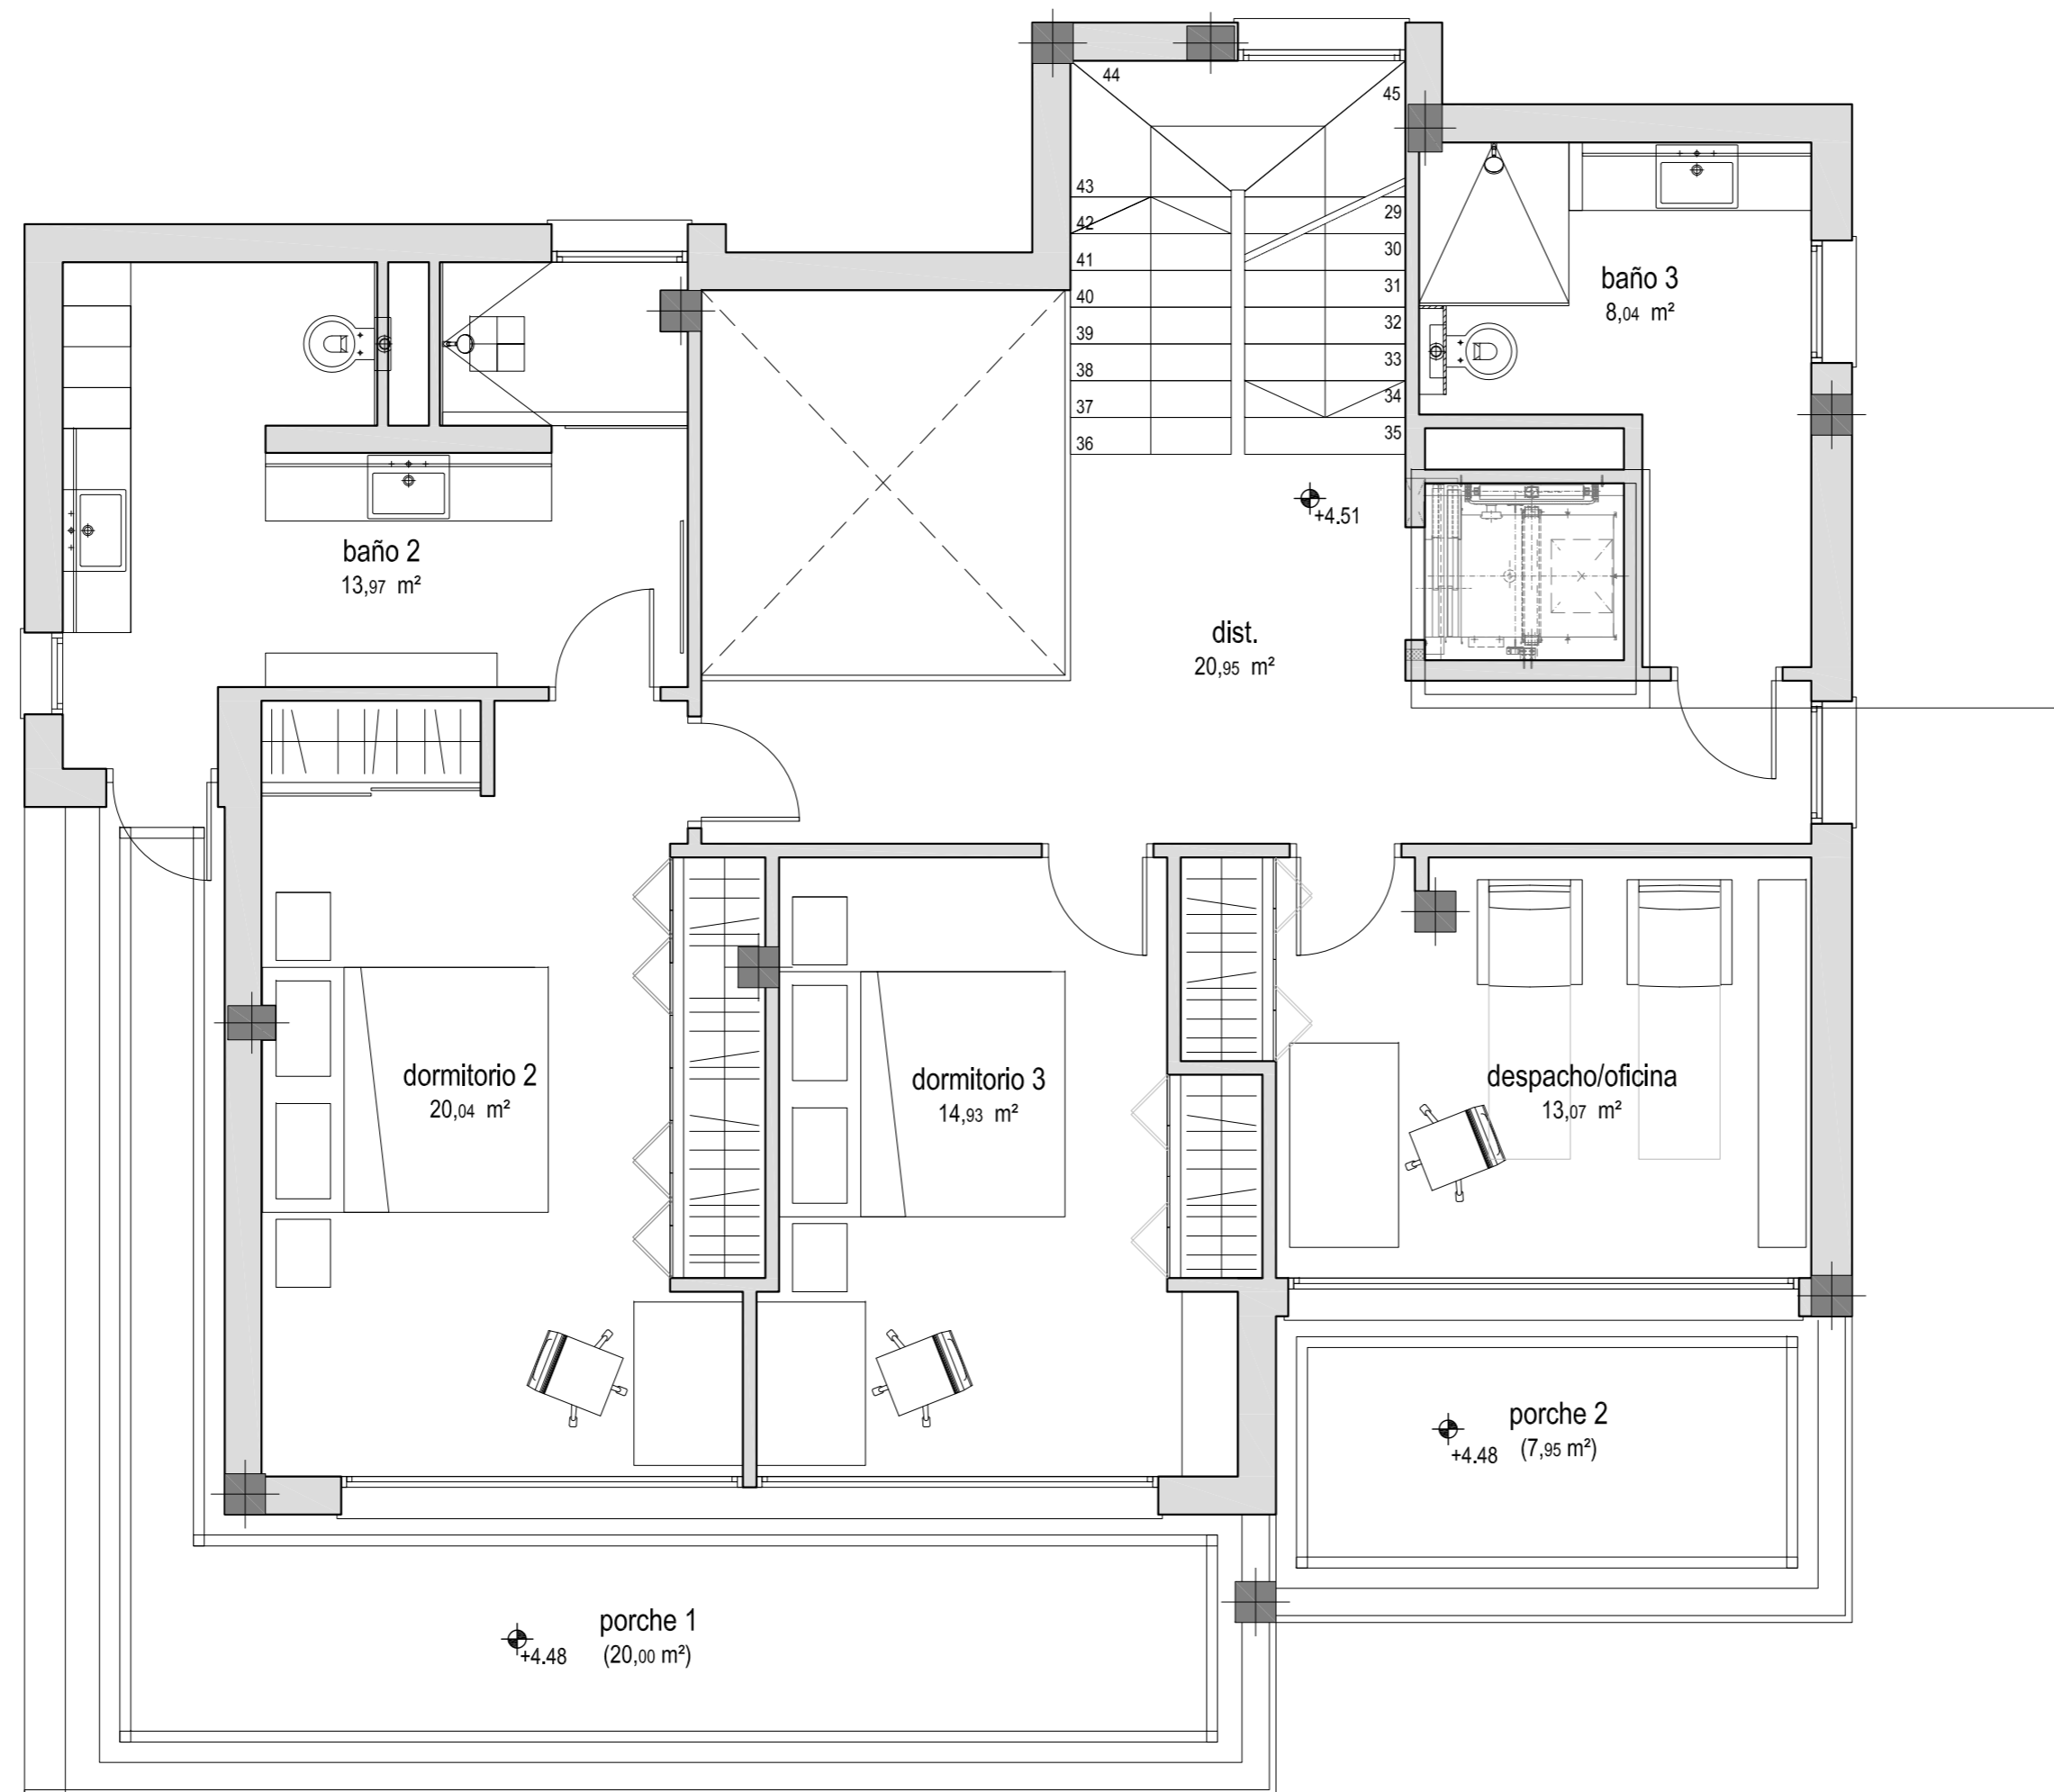 44
45
43
42
41
40
39
38
37
36
29
30
31
32
33
34
35
baño 3
8,04 m²
+4.51
baño 2
13,97 m²
dist.
20,95 m²
dormitorio 2
20,04 m²
dormitorio 3
14,93 m²
despacho/oficina
13,07 m²
porche 2
+4.48 (7,95 m²)
porche 1
+4.48 (20,00 m²)